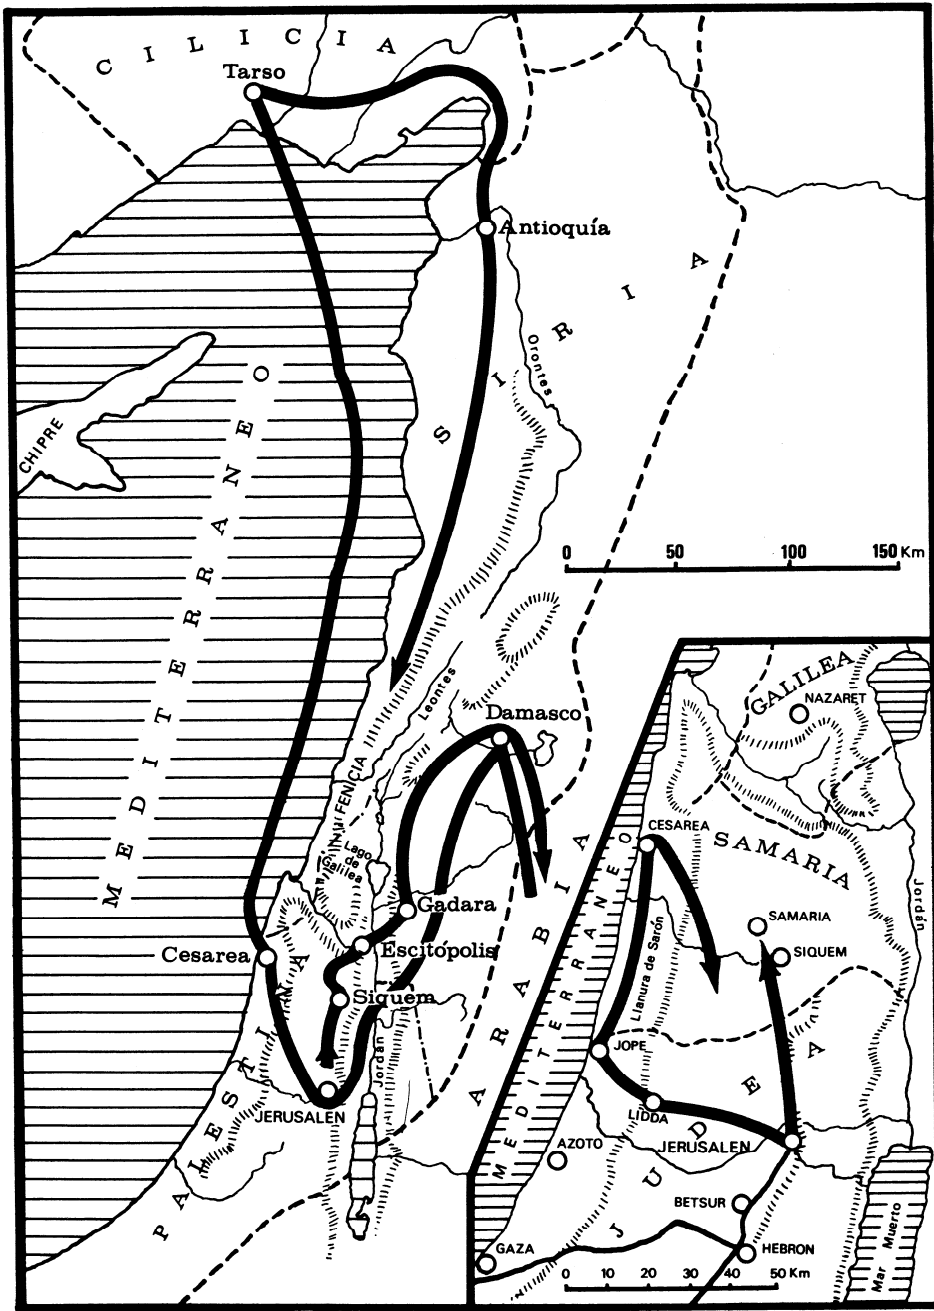 CILICIA
Tarso
Antioquía
SIRIA
Orontes
CHIPRE
MEDITERRANEO
0 50 100 150 Km
Leontes
Damasco
FENICIA
Lago
de
Galilea
Gadara
Escitópolis
Cesarea
Siquem
Jordán
JERUSALEN
PALESTINA
ARABIA
GALILEA
NAZARET
CESAREA
SAMARIA
SAMARIA
SIQUEM
Jordán
Llanura de Sarón
MEDITERRANEO
JOPE
LIDDA
JUDEA
JERUSALEN
AZOTO
BETSUR
HEBRON
GAZA
Mar Muerto
0 10 20 30 40 50 Km